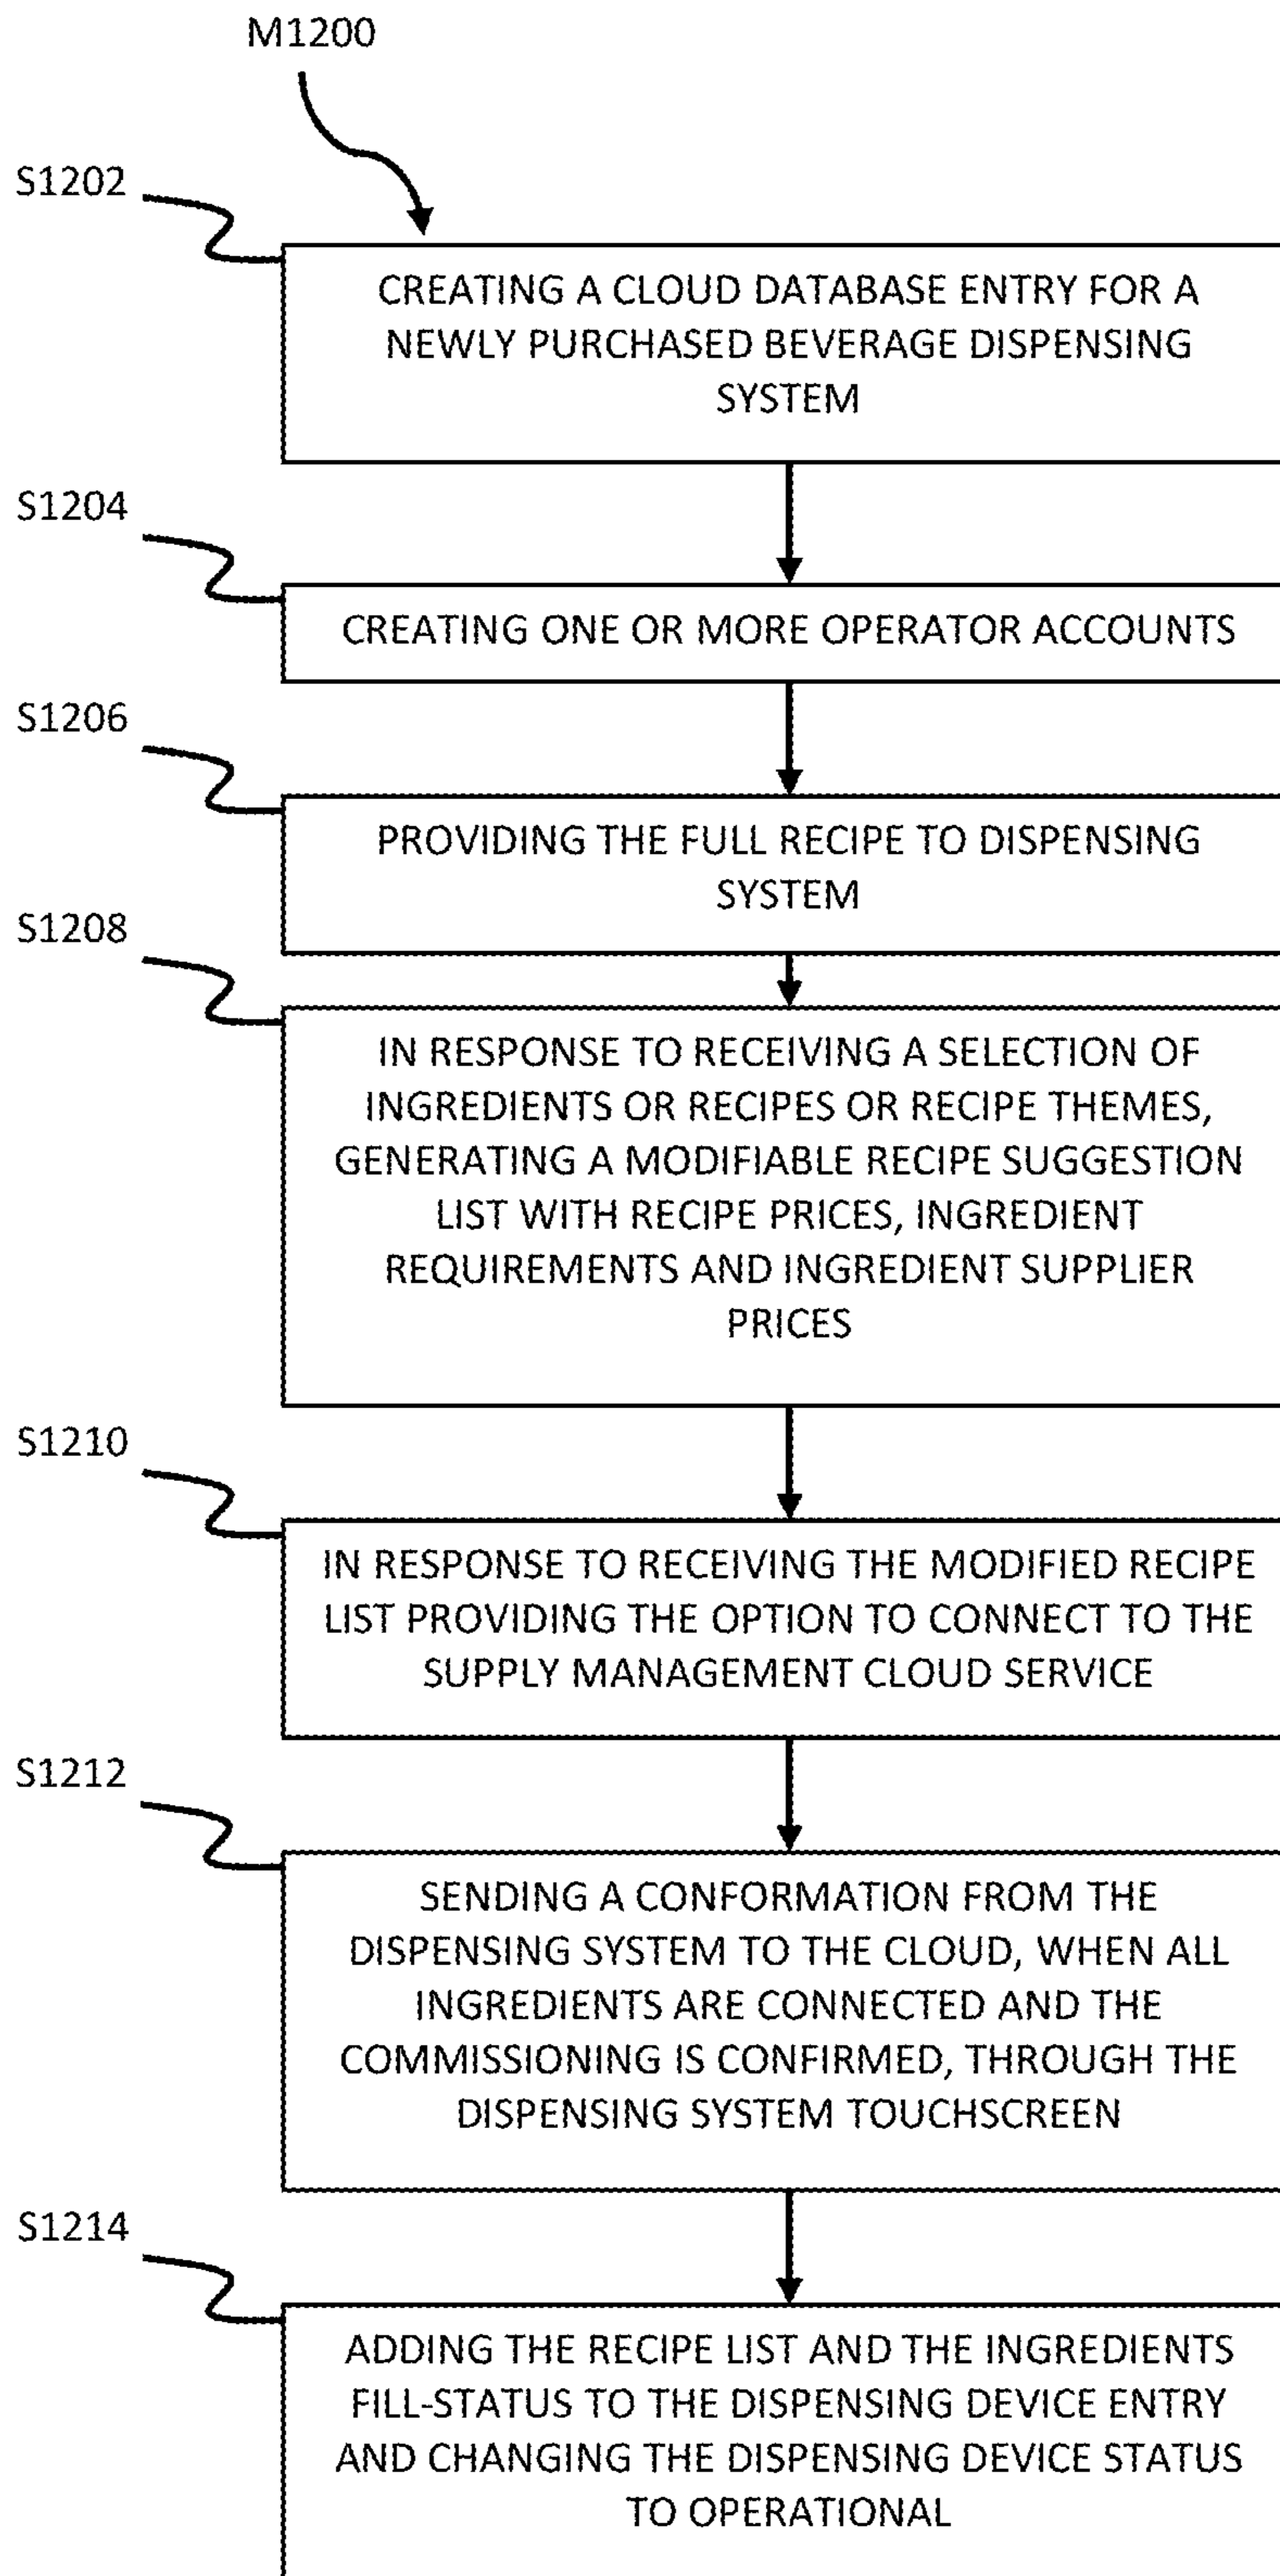 M1200
S1202
CREATING A CLOUD DATABASE ENTRY FOR A
NEWLY PURCHASED BEVERAGE DISPENSING
SYSTEM
S1204
CREATING ONE OR MORE OPERATOR ACCOUNTS
S1206
PROVIDING THE FULL RECIPE TO DISPENSING
SYSTEM
S1208
IN RESPONSE TO RECEIVING A SELECTION OF
INGREDIENTS OR RECIPES OR RECIPE THEMES,
GENERATING A MODIFIABLE RECIPE SUGGESTION
LIST WITH RECIPE PRICES, INGREDIENT
REQUIREMENTS AND INGREDIENT SUPPLIER
PRICES
S1210
IN RESPONSE TO RECEIVING THE MODIFIED RECIPE
LIST PROVIDING THE OPTION TO CONNECT TO THE
SUPPLY MANAGEMENT CLOUD SERVICE
S1212
SENDING A CONFORMATION FROM THE
DISPENSING SYSTEM TO THE CLOUD, WHEN ALL
INGREDIENTS ARE CONNECTED AND THE
COMMISSIONING IS CONFIRMED, THROUGH THE
DISPENSING SYSTEM TOUCHSCREEN
S1214
ADDING THE RECIPE LIST AND THE INGREDIENTS
FILL-STATUS TO THE DISPENSING DEVICE ENTRY
AND CHANGING THE DISPENSING DEVICE STATUS
TO OPERATIONAL